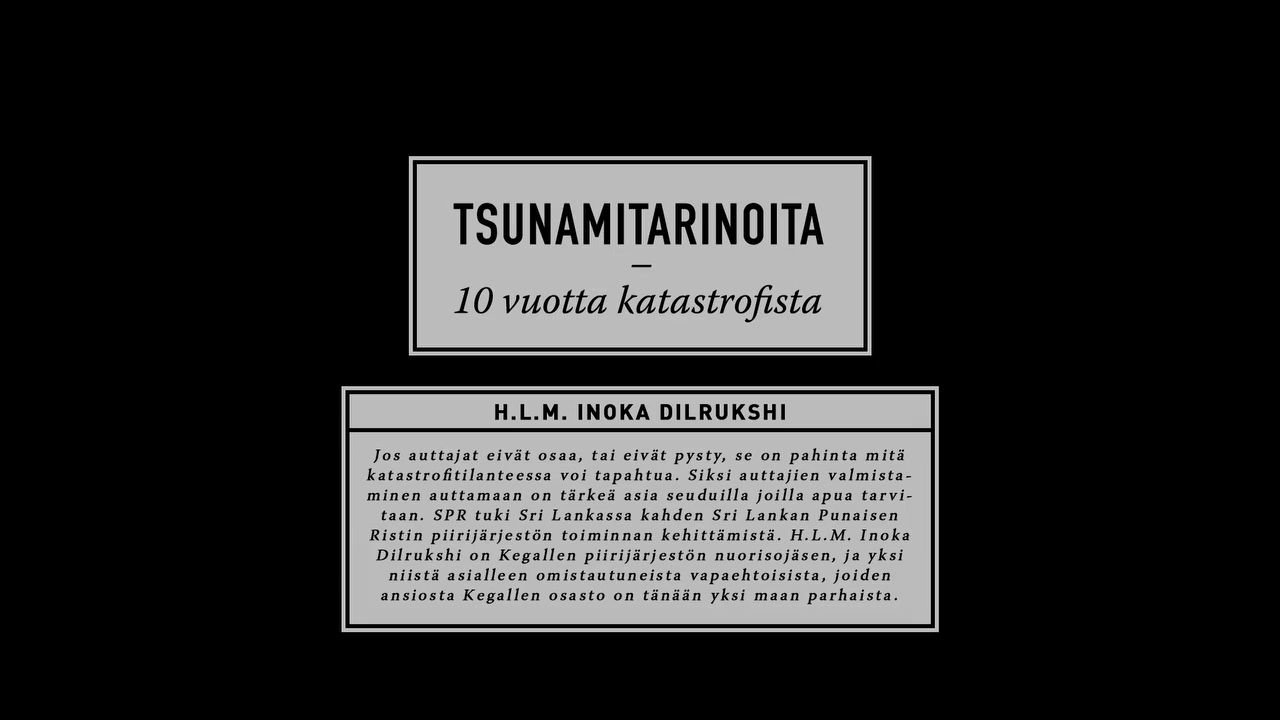 TSUNAMITARINOITA
–
10 vuotta katastrofista
H.L.M. INOKA DILRUKSHI
Jos auttajat eivät osaa, tai eivät pysty, se on pahinta mitä
katastrofitilanteessa voi tapahtua. Siksi auttajien valmista-
minen auttamaan on tärkeä asia seuduilla joilla apua tarvi-
taan. SPR tuki Sri Lankassa kahden Sri Lankan Punaisen
Ristin piirijärjestön toiminnan kehittämistä. H.L.M. Inoka
Dilrukshi on Kegallen piirijärjestön nuorisojäsen, ja yksi
niistä asialleen omistautuneista vapaehtoisista, joiden
ansiosta Kegallen osasto on tänään yksi maan parhaista.